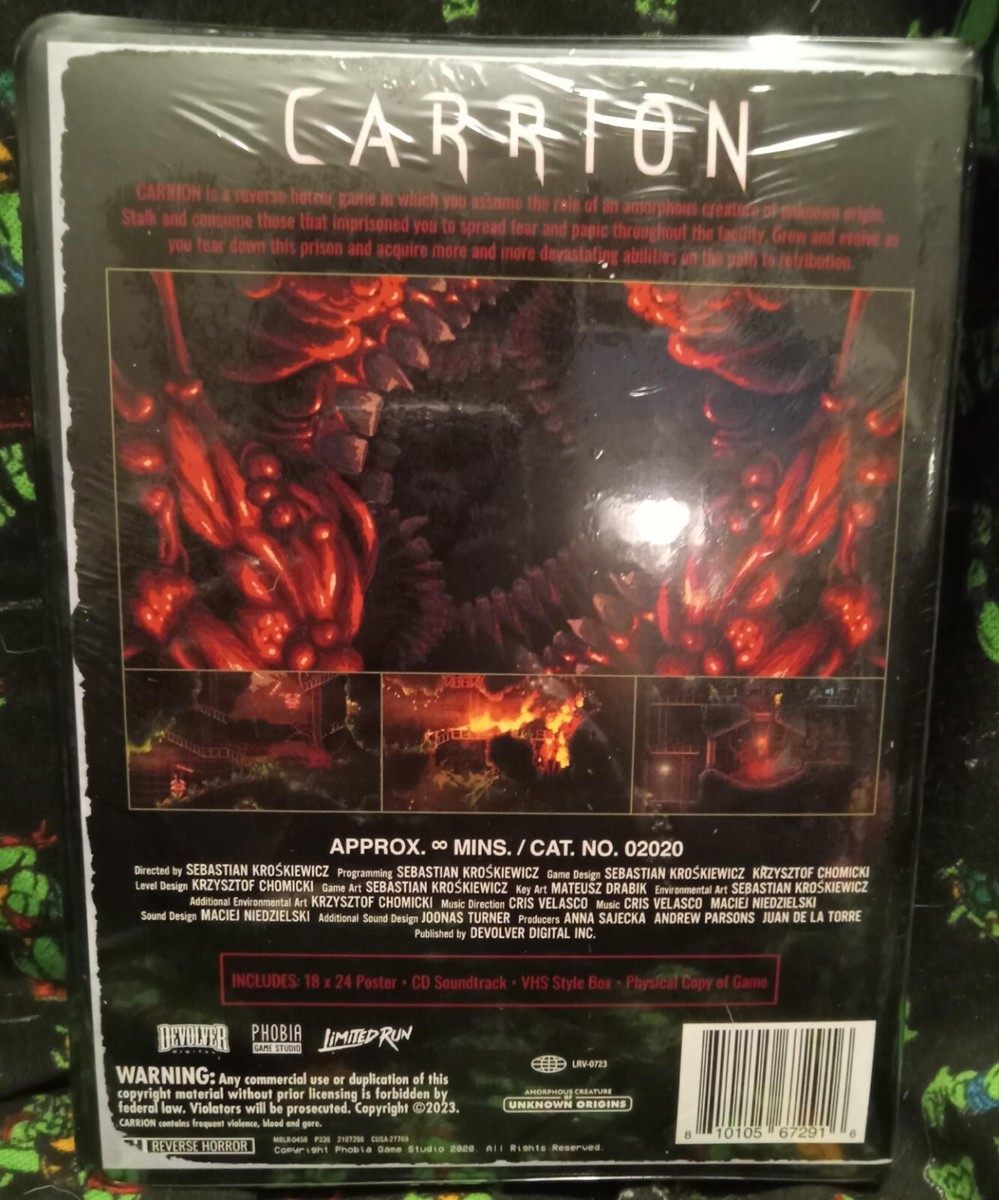 CARRION
CARRION is a reverse horror game in which you assume the role of an amorphous creature of unknown origin.
Stalk and consume those that imprisoned you to spread fear and panic throughout the facility. Grow and evolve as
you tear down this prison and acquire more and more devastating abilities on the path to retribution.
APPROX. ∞ MINS. / CAT. NO. 02020
Directed by SEBASTIAN KROŚKIEWICZ Programming SEBASTIAN KROŚKIEWICZ Game Design SEBASTIAN KROŚKIEWICZ KRZYSZTOF CHOMICKI
Level Design KRZYSZTOF CHOMICKI Game Art SEBASTIAN KROŚKIEWICZ Key Art MATEUSZ DRABIK Environmental Art SEBASTIAN KROŚKIEWICZ
Additional Environmental Art KRZYSZTOF CHOMICKI Music Direction CRIS VELASCO Music CRIS VELASCO MACIEJ NIEDZIELSKI
Sound Design MACIEJ NIEDZIELSKI Additional Sound Design JOONAS TURNER Producers ANNA SAJECKA ANDREW PARSONS JUAN DE LA TORRE
Published by DEVOLVER DIGITAL INC.
INCLUDES: 18 x 24 Poster • CD Soundtrack • VHS Style Box • Physical Copy of Game
DEVOLVER
DIGITAL
PHOBIA
GAME STUDIO
LIMITED RUN
LRV-0723
WARNING: Any commercial use or duplication of this
copyright material without prior licensing is forbidden by
federal law. Violators will be prosecuted. Copyright ©2023.
CARRION contains frequent violence, blood and gore.
AMORPHOUS CREATURE
OF
UNKNOWN ORIGINS
REVERSE HORROR
MRLR-0458 P336 2107256 CUSA-27769
Copyright Phobia Game Studio 2020. All Rights Reserved.
8 10105 67291 6